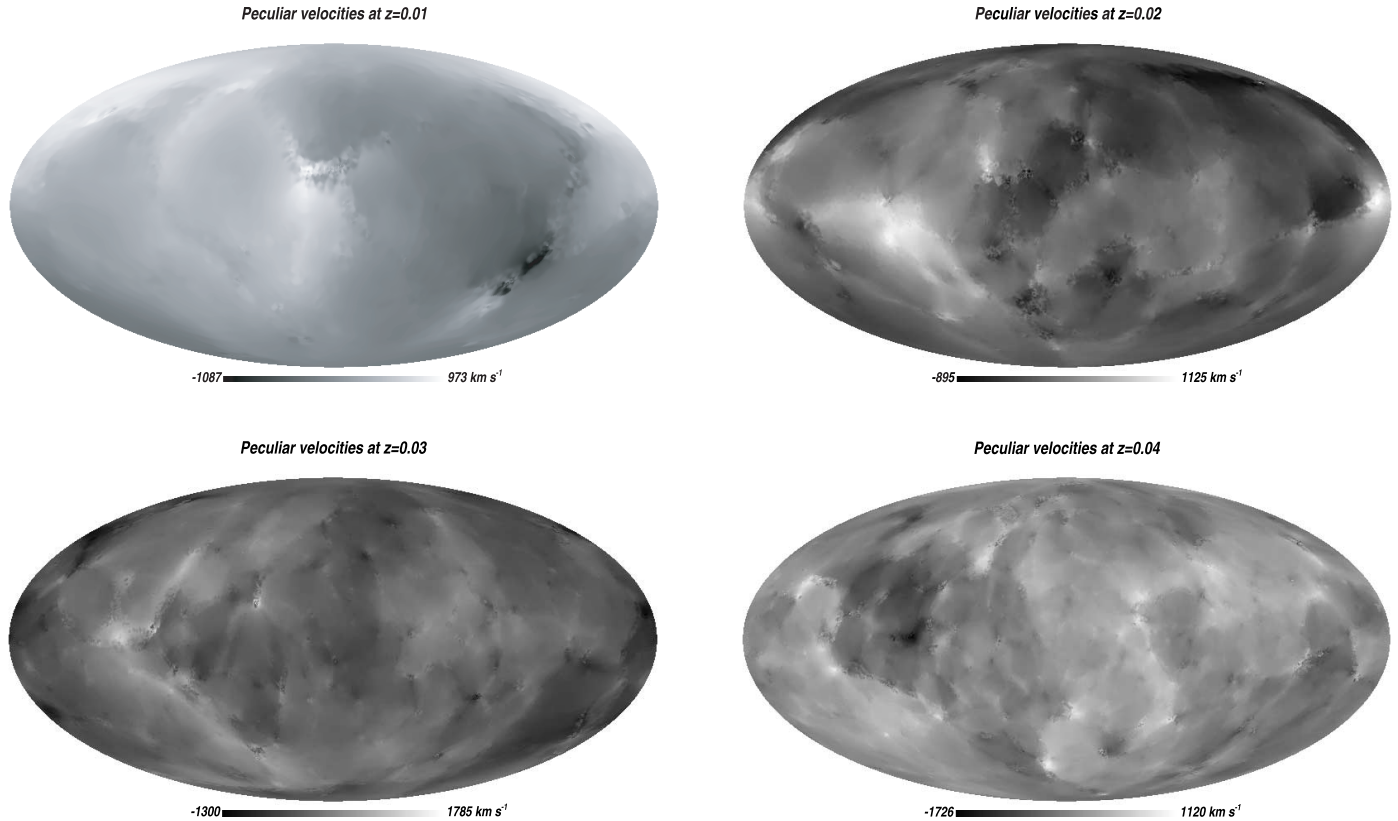 Peculiar velocities at z=0.01
-1087 973 km s⁻¹
Peculiar velocities at z=0.02
-895 1125 km s⁻¹
Peculiar velocities at z=0.03
-1300 1785 km s⁻¹
Peculiar velocities at z=0.04
-1726 1120 km s⁻¹